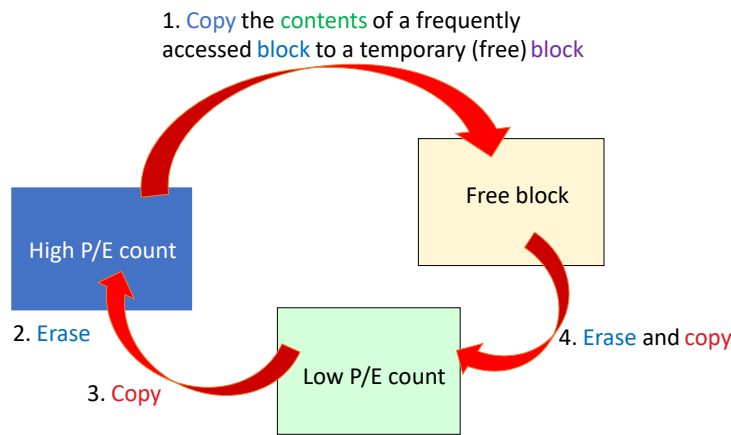 1. Copy the contents of a frequently
accessed block to a temporary (free) block
Free block
High P/E count
2. Erase
4. Erase and copy
Low P/E count
3. Copy